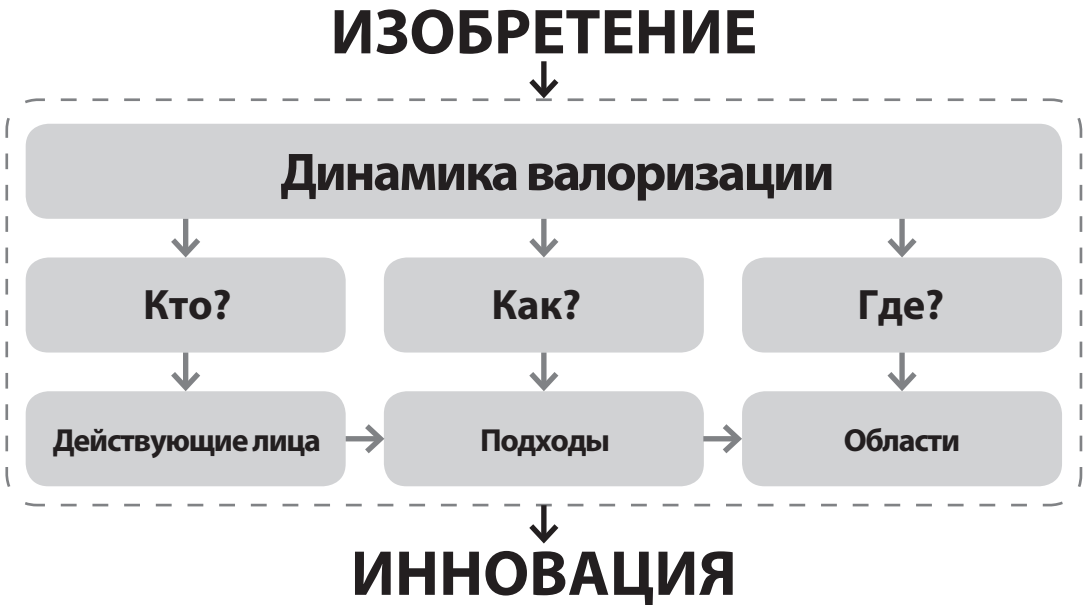 ИЗОБРЕТЕНИЕ
Динамика валоризации
Кто?
Как?
Где?
Действующие лица
Подходы
Области
ИННОВАЦИЯ